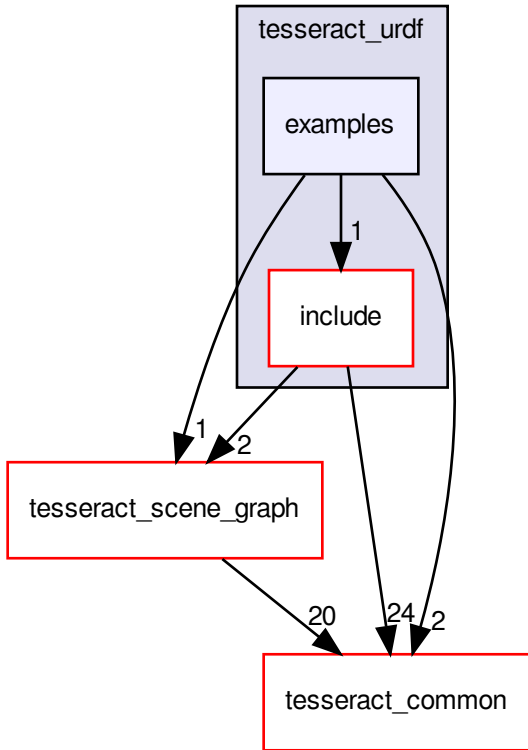 tesseract_urdf
examples
1
include
1
2
tesseract_scene_graph
20
24
2
tesseract_common